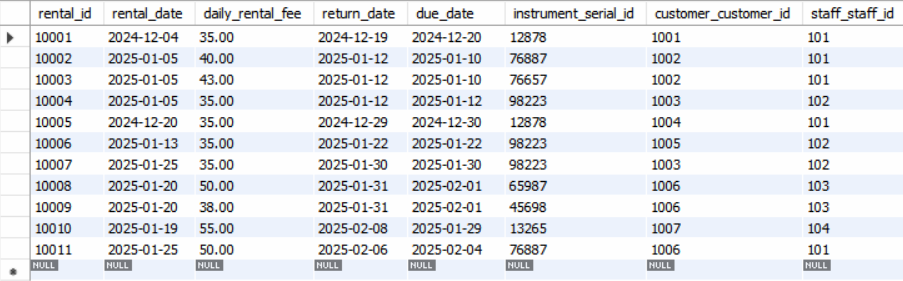 rental_id rental_date daily_rental_fee return_date due_date instrument_serial_id customer_customer_id staff_staff_id
10001 2024-12-04 35.00 2024-12-19 2024-12-20 12878 1001 101
10002 2025-01-05 40.00 2025-01-12 2025-01-10 76887 1002 101
10003 2025-01-05 43.00 2025-01-12 2025-01-10 76657 1002 101
10004 2025-01-05 35.00 2025-01-12 2025-01-12 98223 1003 102
10005 2024-12-20 35.00 2024-12-29 2024-12-30 12878 1004 101
10006 2025-01-13 35.00 2025-01-22 2025-01-22 98223 1005 102
10007 2025-01-25 35.00 2025-01-30 2025-01-30 98223 1003 102
10008 2025-01-20 50.00 2025-01-31 2025-02-01 65987 1006 103
10009 2025-01-20 38.00 2025-01-31 2025-02-01 45698 1006 103
10010 2025-01-19 55.00 2025-02-08 2025-01-29 13265 1007 104
10011 2025-01-25 50.00 2025-02-06 2025-02-04 76887 1006 101
NULL NULL NULL NULL NULL NULL NULL NULL